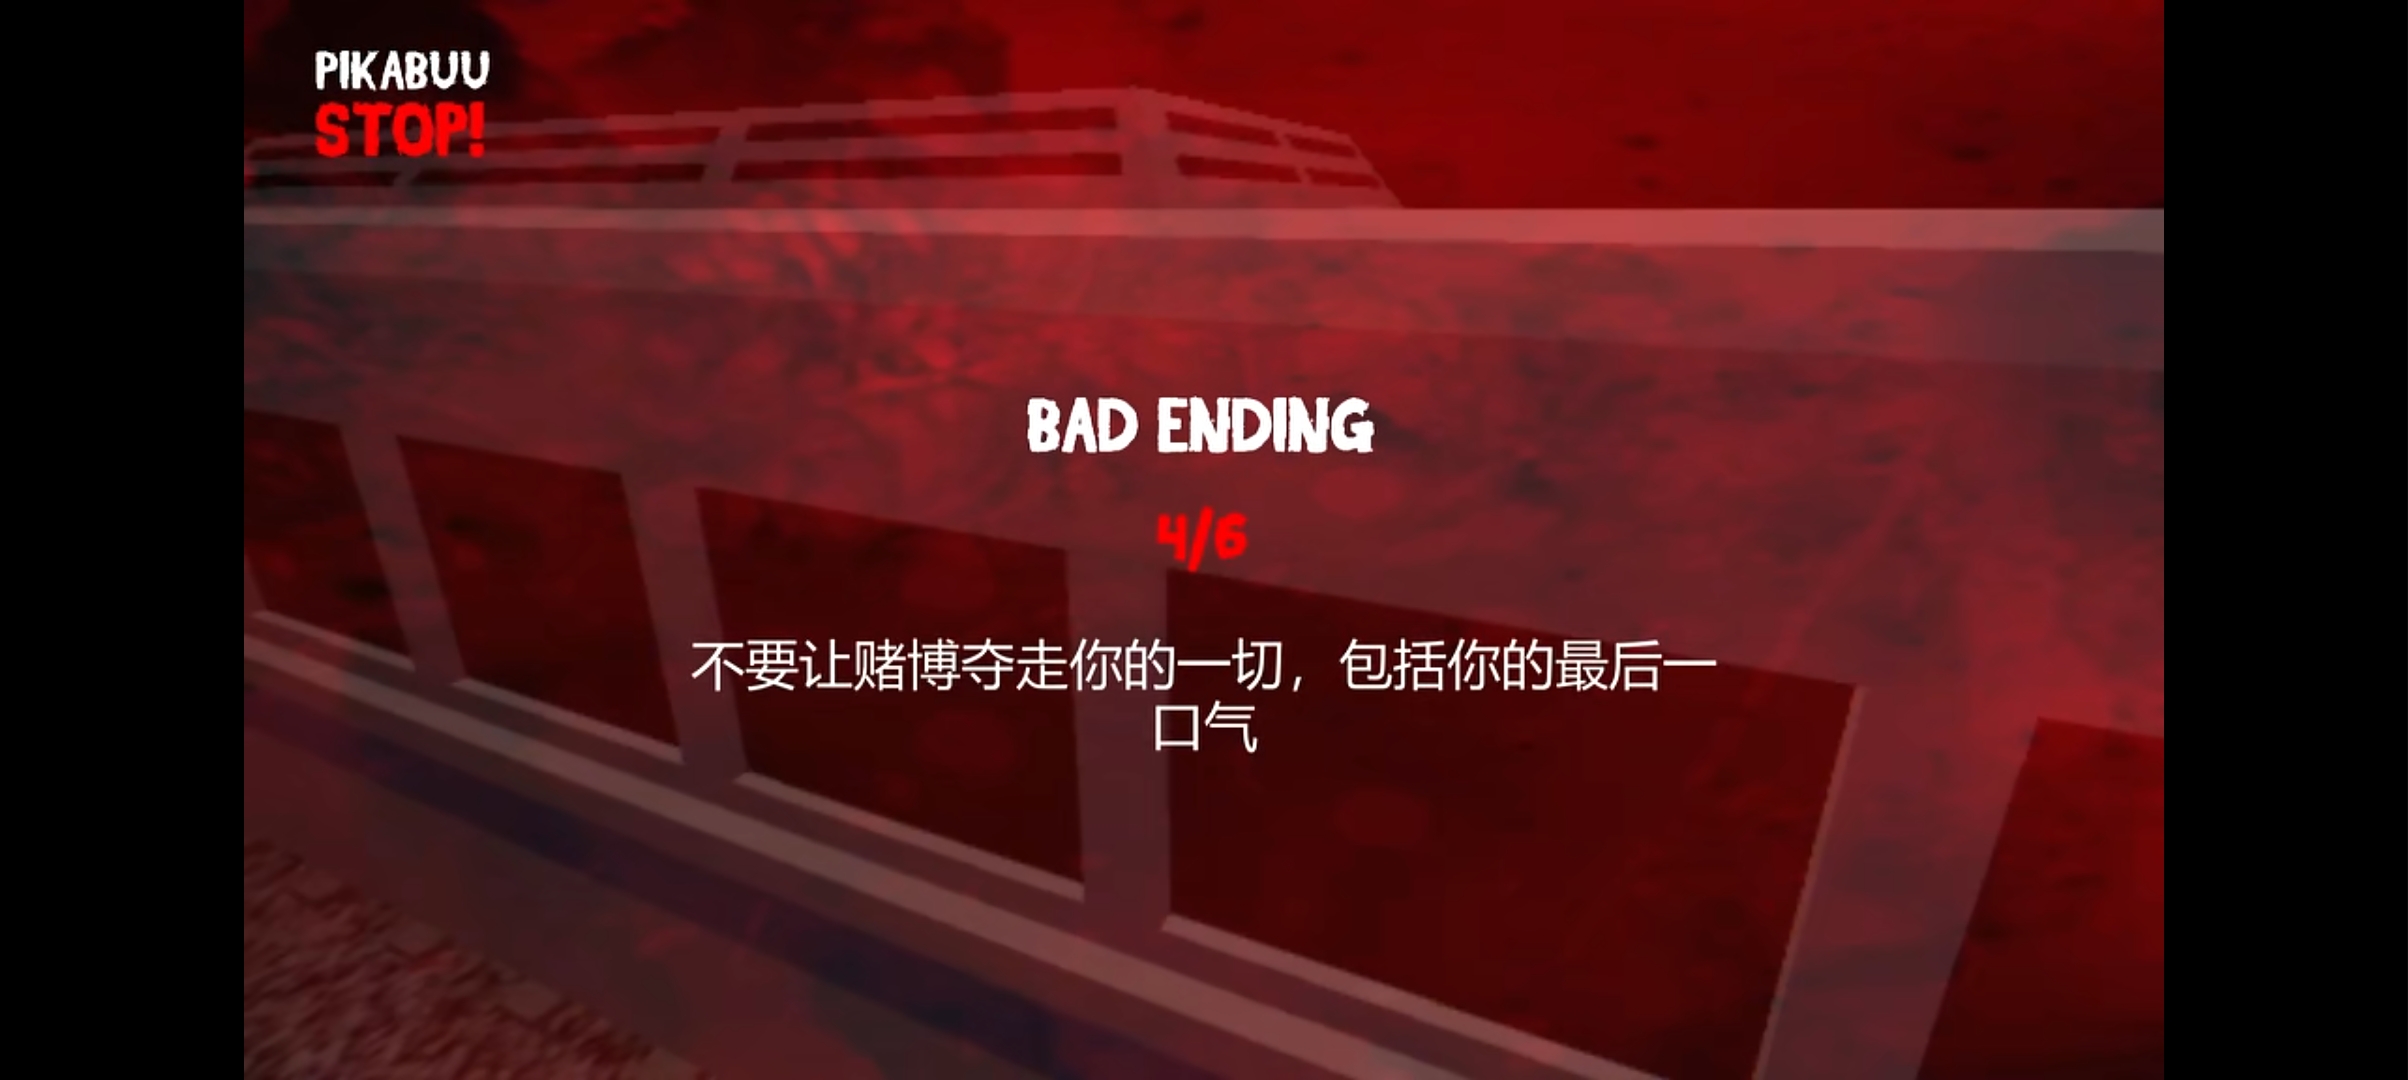 PIKABUU
STOP!
BAD ENDING
4/6
不要让赌博夺走你的一切，包括你的最后一
口气